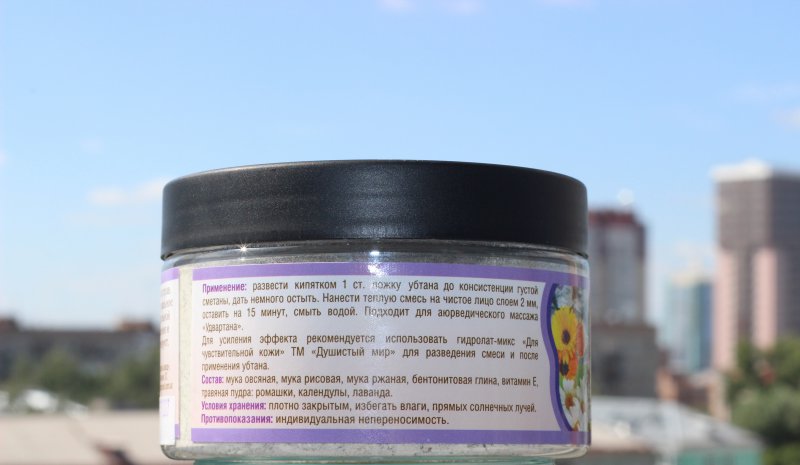 Применение: развести кипятком 1 ст. ложку убтана до консистенции густой
сметаны, дать немного остыть. Нанести теплую смесь на чистое лицо слоем 2 мм,
оставить на 15 минут, смыть водой. Подходит для аюрведического массажа
«Удвартана».
Для усиления эффекта рекомендуется использовать гидролат-микс «Для
чувствительной кожи» ТМ «Душистый мир» для разведения смеси и после
применения убтана.
Состав: мука овсяная, мука рисовая, мука ржаная, бентонитовая глина, витамин Е,
травяная пудра: ромашки, календулы, лаванда.
Условия хранения: плотно закрытым, избегать влаги, прямых солнечных лучей.
Противопоказания: индивидуальная непереносимость.